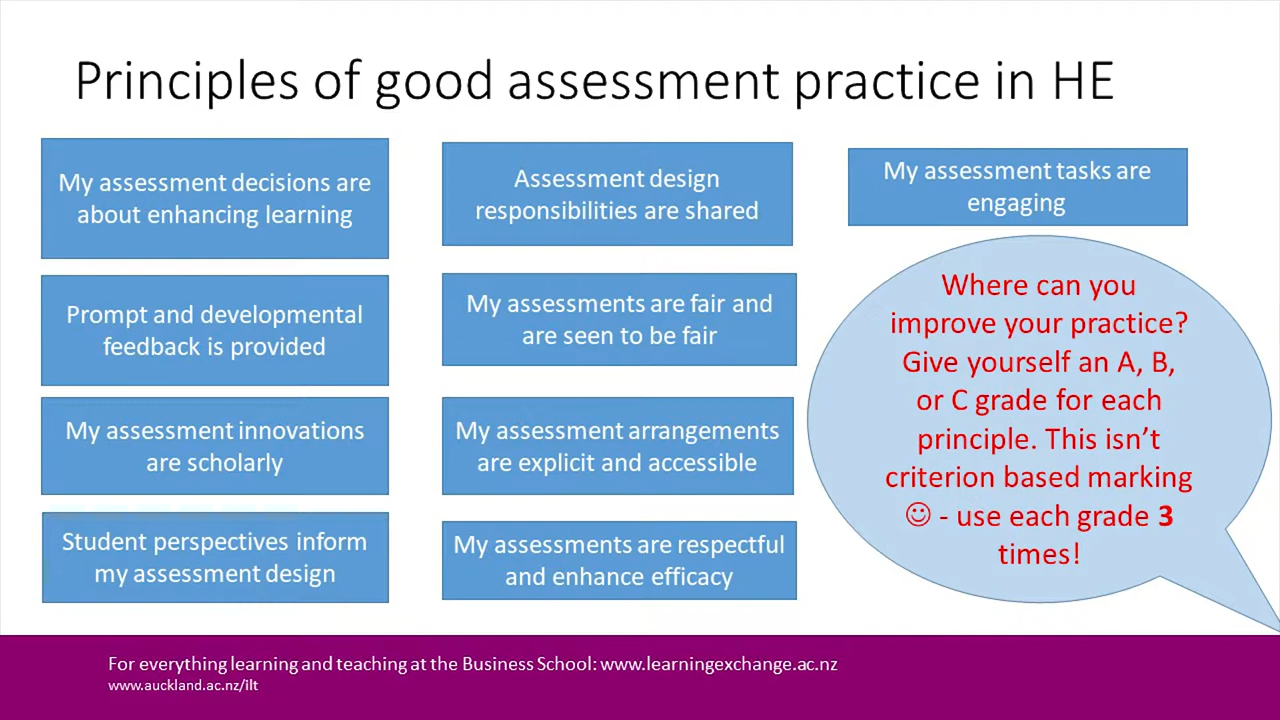 Principles of good assessment practice in HE
My assessment decisions are
about enhancing learning
Prompt and developmental
feedback is provided
My assessment innovations
are scholarly
Student perspectives inform
my assessment design
Assessment design
responsibilities are shared
My assessments are fair and
are seen to be fair
My assessment arrangements
are explicit and accessible
My assessments are respectful
and enhance efficacy
My assessment tasks are
engaging
Where can you
improve your practice?
Give yourself an A, B,
or C grade for each
principle. This isn’t
criterion based marking
☺ - use each grade 3
times!
For everything learning and teaching at the Business School: www.learningexchange.ac.nz
www.auckland.ac.nz/ilt